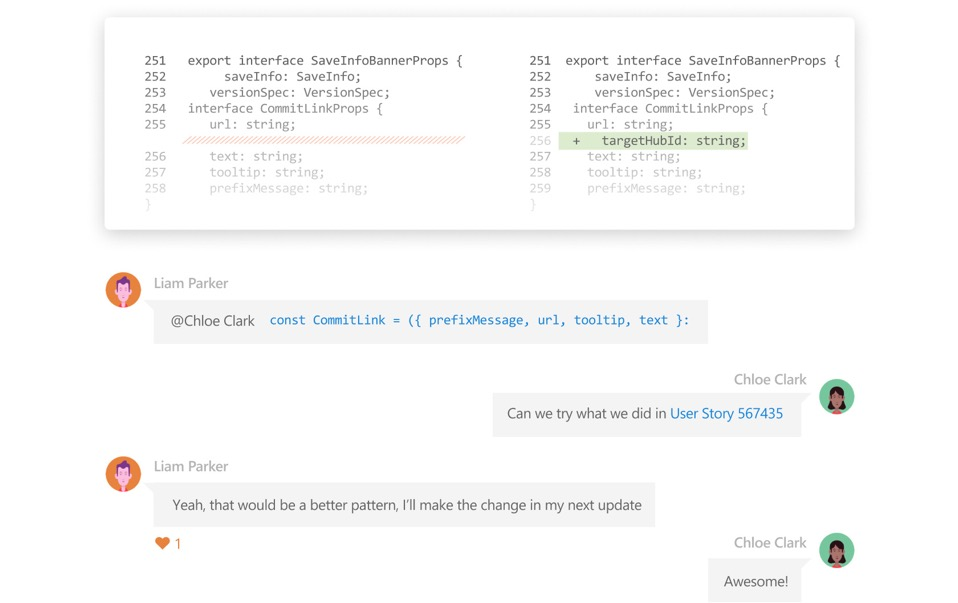 251 export interface SaveInfoBannerProps {
252 saveInfo: SaveInfo;
253 versionSpec: VersionSpec;
254 interface CommitLinkProps {
255 url: string;
256 text: string;
257 tooltip: string;
258 prefixMessage: string;
}
251 export interface SaveInfoBannerProps {
252 saveInfo: SaveInfo;
253 versionSpec: VersionSpec;
254 interface CommitLinkProps {
255 url: string;
256 + targetHubId: string;
257 text: string;
258 tooltip: string;
259 prefixMessage: string;
}
Liam Parker
@Chloe Clark const CommitLink = ({ prefixMessage, url, tooltip, text }:
Chloe Clark
Can we try what we did in User Story 567435
Liam Parker
Yeah, that would be a better pattern, I'll make the change in my next update
1
Chloe Clark
Awesome!